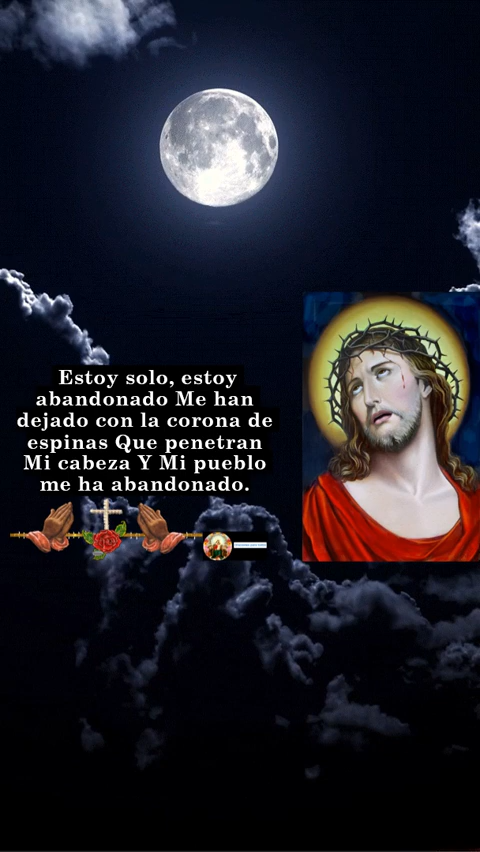 Estoy solo, estoy
abandonado Me han
dejado con la corona de
espinas Que penetran
Mi cabeza Y Mi pueblo
me ha abandonado.